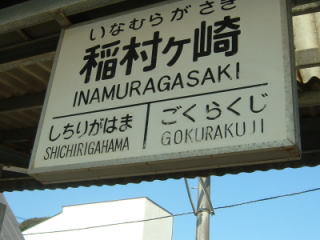 いなむらがさき
稲村ヶ崎
INAMURAGASAKI
しちりがはま
SHICHIRIGAHAMA
ごくらくじ
GOKURAKUJI